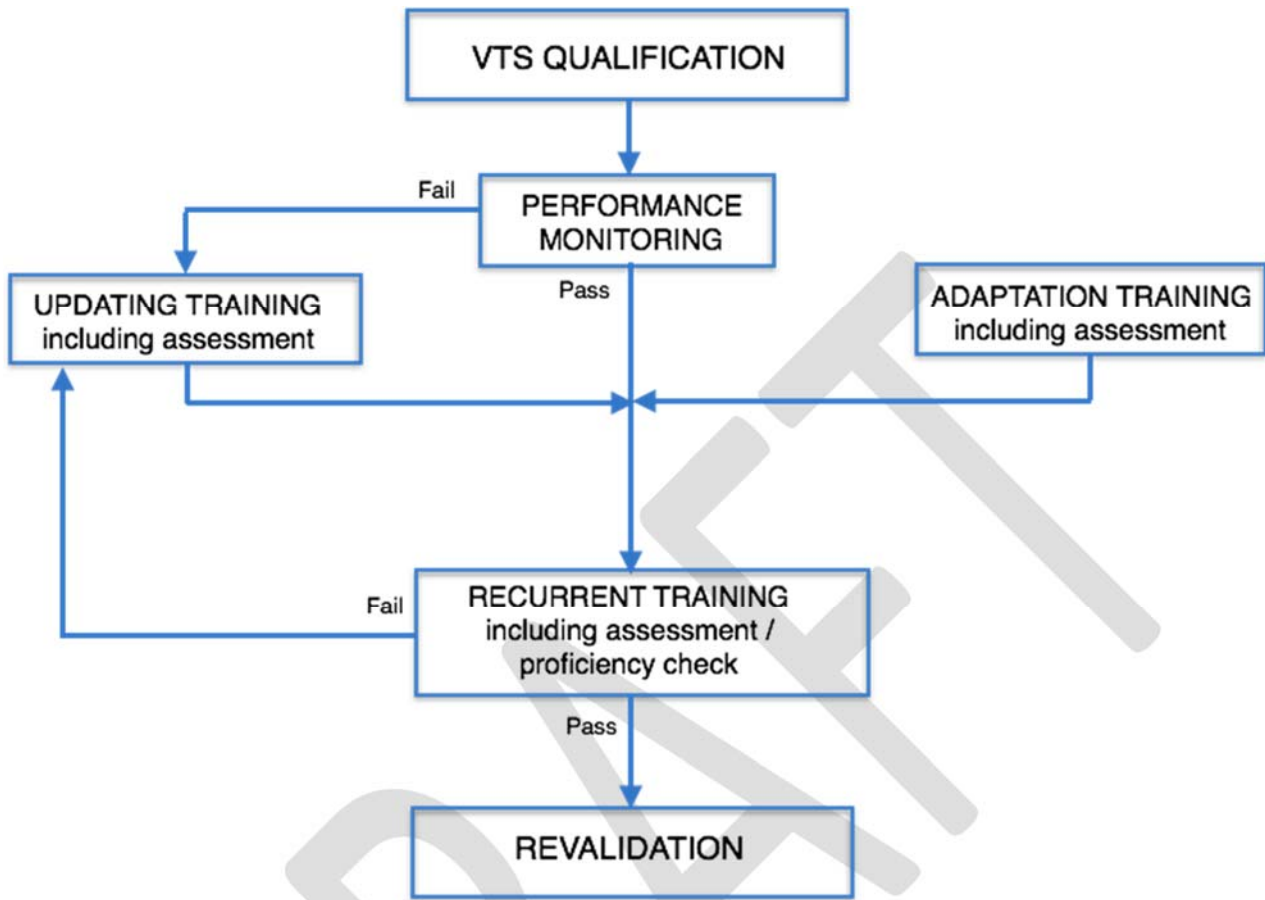 VTS QUALIFICATION
Fail
PERFORMANCE
MONITORING
Pass
UPDATING TRAINING
including assessment
ADAPTATION TRAINING
including assessment
Fail
RECURRENT TRAINING
including assessment /
proficiency check
Pass
REVALIDATION
DRAFT